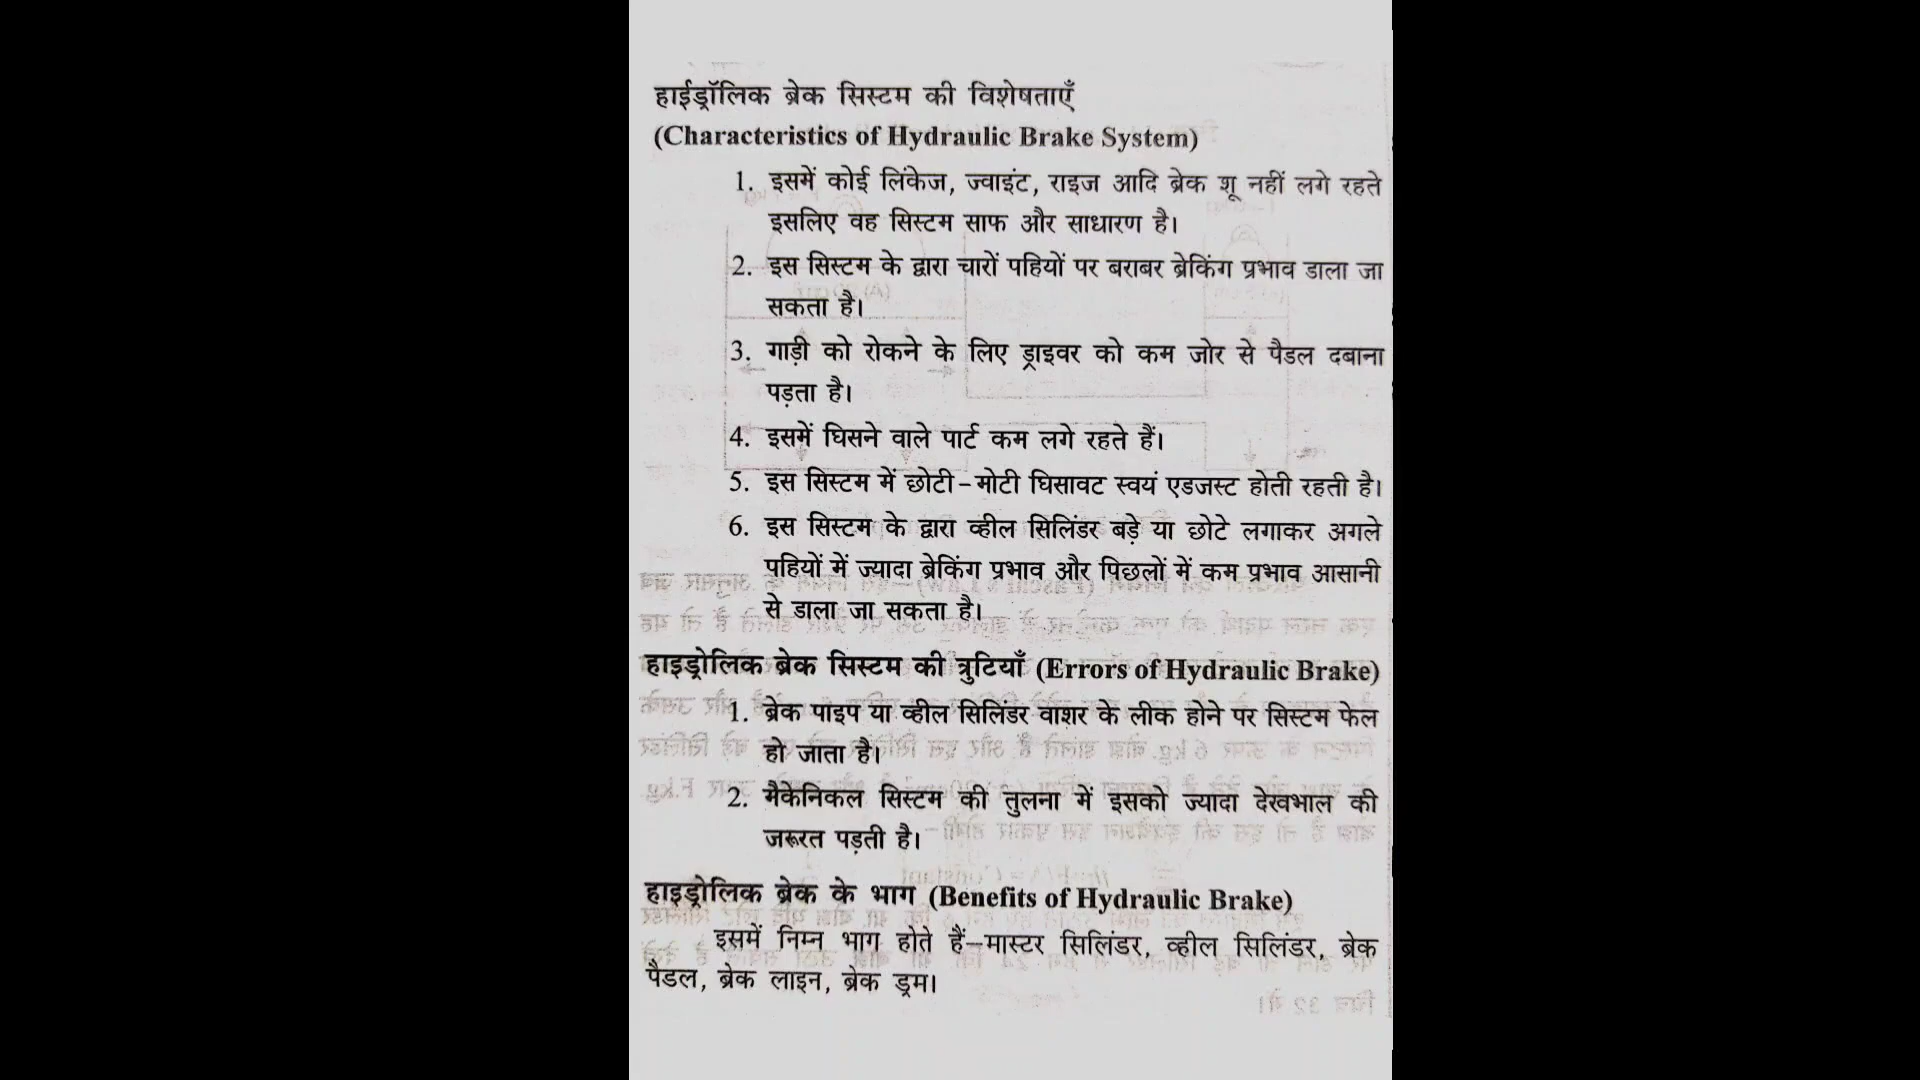 हाईड्रॉलिक ब्रेक सिस्टम की विशेषताएँ
(Characteristics of Hydraulic Brake System)
1. इसमें कोई लिंकेज, ज्वाइंट, राइज आदि ब्रेक शू नहीं लगे रहते
इसलिए वह सिस्टम साफ और साधारण है।
2. इस सिस्टम के द्वारा चारों पहियों पर बराबर ब्रेकिंग प्रभाव डाला जा
सकता है।
3. गाड़ी को रोकने के लिए ड्राइवर को कम जोर से पैडल दबाना
पड़ता है।
4. इसमें घिसने वाले पार्ट कम लगे रहते हैं।
5. इस सिस्टम में छोटी-मोटी घिसावट स्वयं एडजस्ट होती रहती है।
6. इस सिस्टम के द्वारा व्हील सिलिंडर बड़े या छोटे लगाकर अगले
पहियों में ज्यादा ब्रेकिंग प्रभाव और पिछलों में कम प्रभाव आसानी
से डाला जा सकता है।
हाइड्रोलिक ब्रेक सिस्टम की त्रुटियाँ (Errors of Hydraulic Brake)
1. ब्रेक पाइप या व्हील सिलिंडर वाशर के लीक होने पर सिस्टम फेल
हो जाता है।
2. मैकेनिकल सिस्टम की तुलना में इसको ज्यादा देखभाल की
जरूरत पड़ती है।
हाइड्रोलिक ब्रेक के भाग (Benefits of Hydraulic Brake)
इसमें निम्न भाग होते हैं–मास्टर सिलिंडर, व्हील सिलिंडर, ब्रेक
पैडल, ब्रेक लाइन, ब्रेक ड्रम।